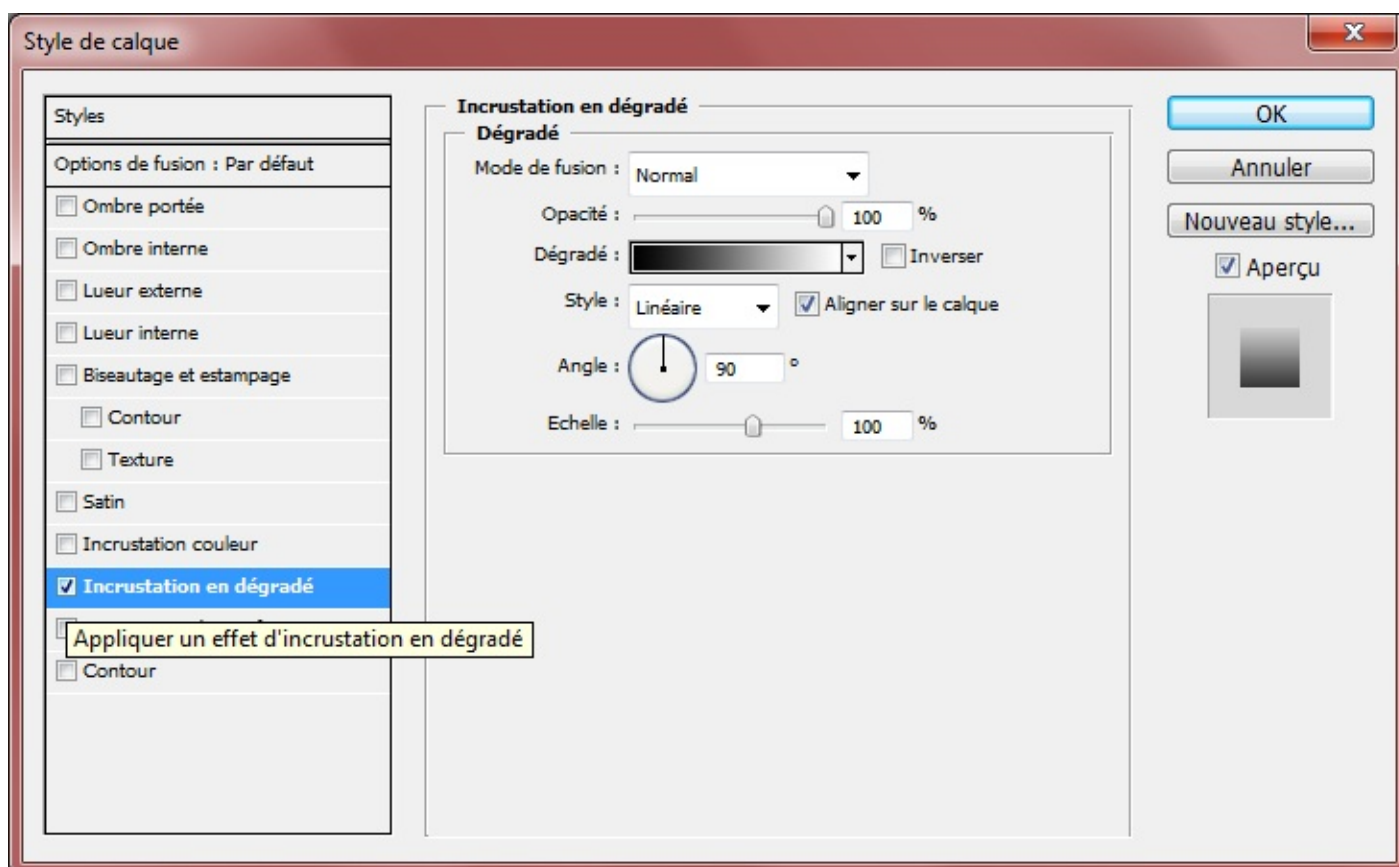 Style de calque
x
Styles
Options de fusion : Par défaut
Ombre portée
Ombre interne
Lueur externe
Lueur interne
Biseautage et estampage
Contour
Texture
Satin
Incrustation couleur
Incrustation en dégradé
Appliquer un effet d'incrustation en dégradé
Contour
Incrustation en dégradé
Dégradé
Mode de fusion : Normal
Opacité : 100 %
Dégradé : Inverser
Style : Linéaire Aligner sur le calque
Angle : 90 °
Echelle : 100 %
OK
Annuler
Nouveau style...
Aperçu